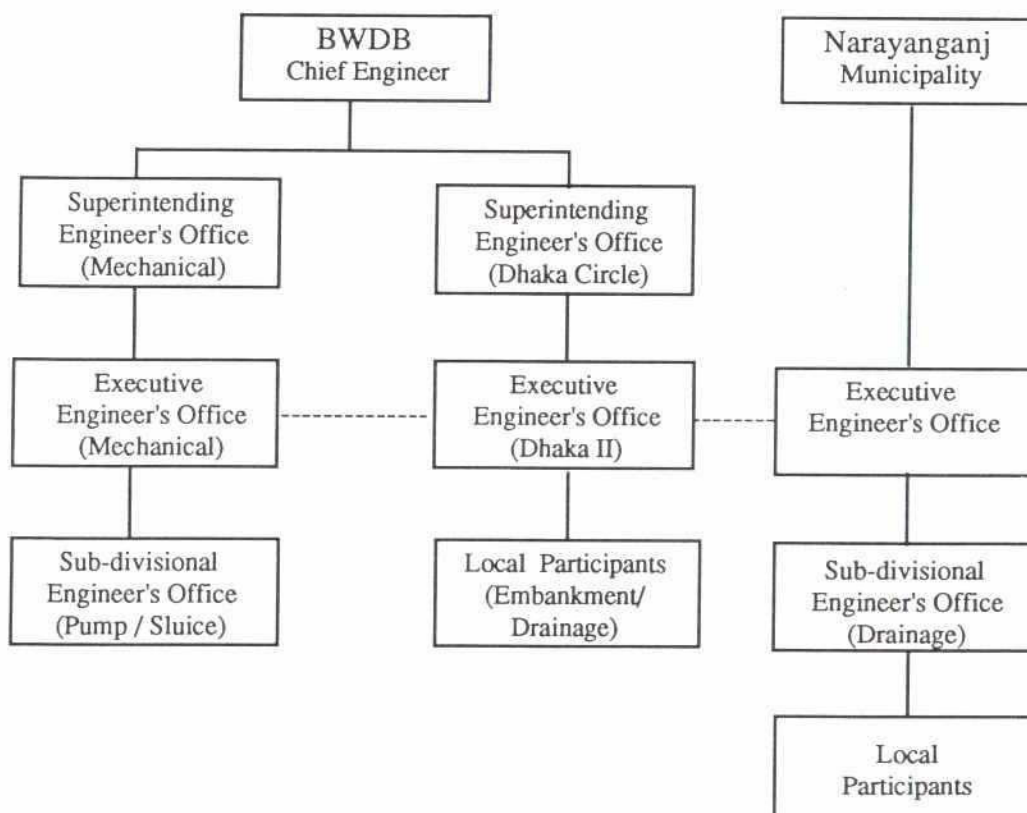 BWDB
Chief Engineer
Narayanganj
Municipality
Superintending
Engineer's Office
(Mechanical)
Superintending
Engineer's Office
(Dhaka Circle)
Executive
Engineer's Office
(Mechanical)
Executive
Engineer's Office
(Dhaka II)
Executive
Engineer's Office
Sub-divisional
Engineer's Office
(Pump / Sluice)
Local Participants
(Embankment/
Drainage)
Sub-divisional
Engineer's Office
(Drainage)
Local
Participants